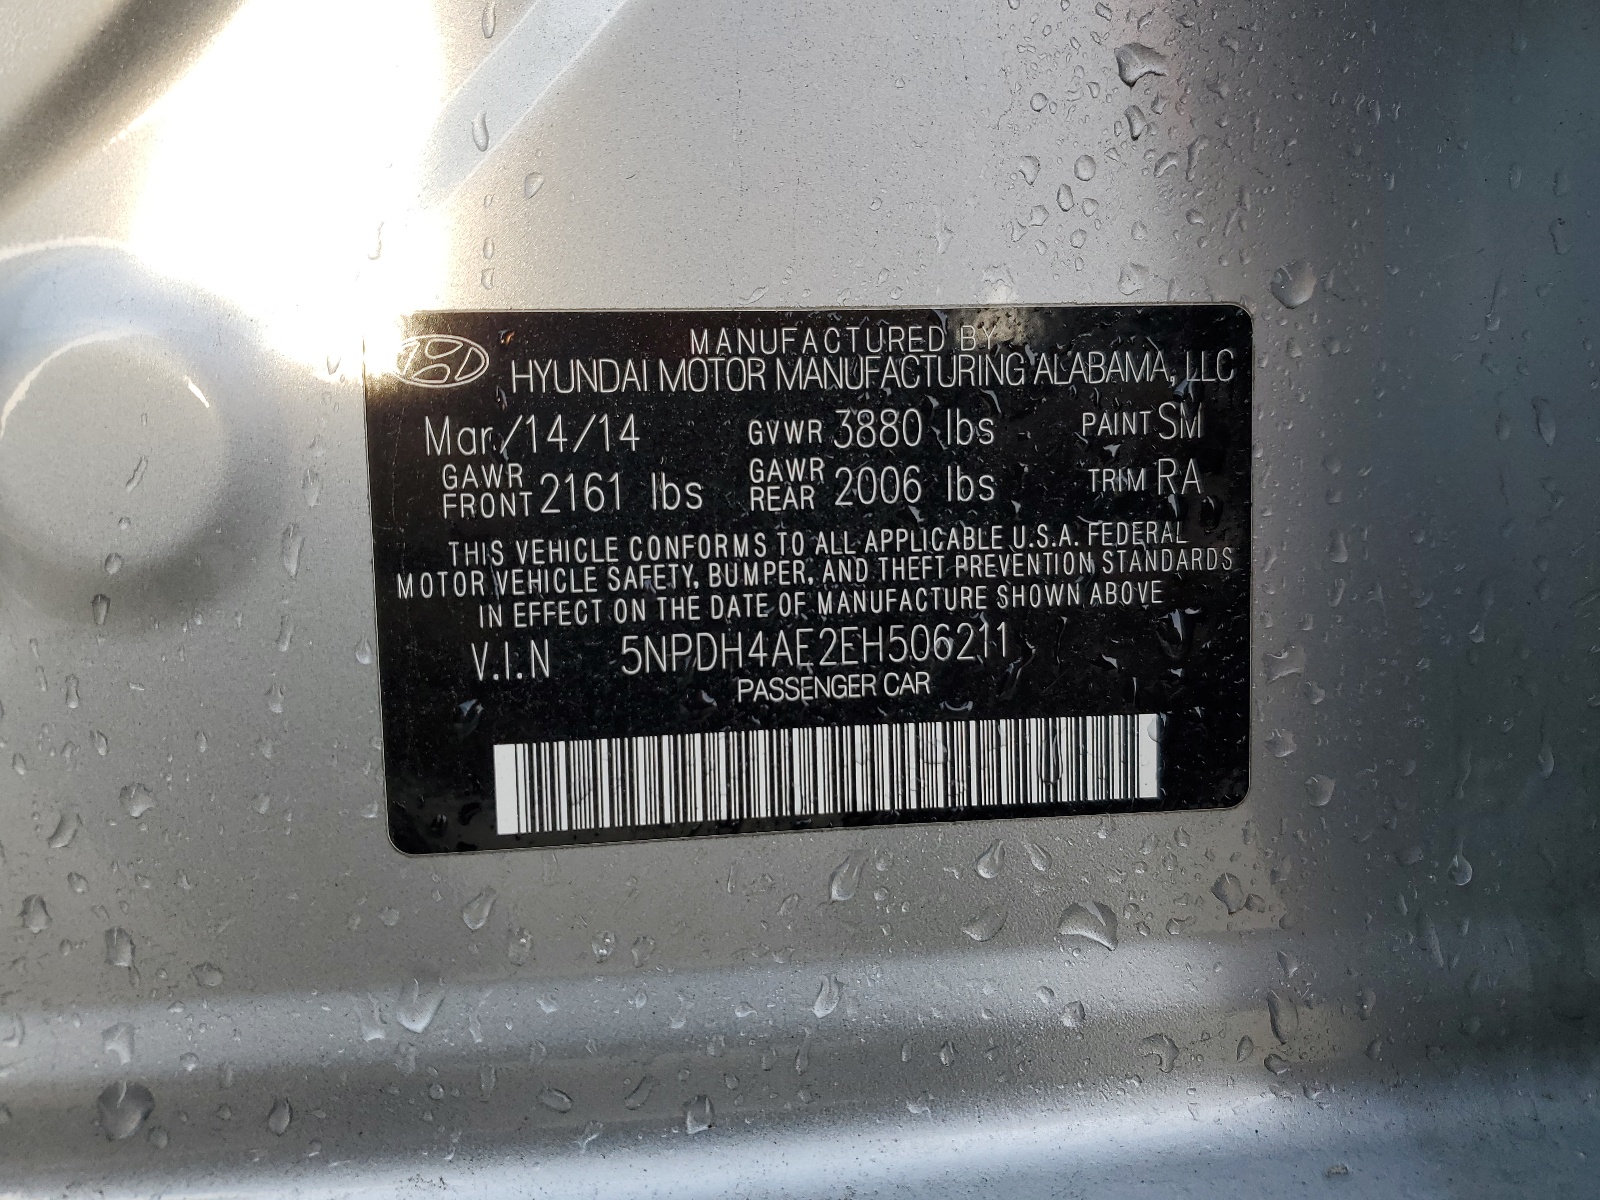 MANUFACTURED BY
HYUNDAI MOTOR MANUFACTURING ALABAMA, LLC
Mar/14/14 GVWR 3880 lbs PAINT SM
GAWR FRONT 2161 lbs GAWR REAR 2006 lbs TRIM RA
THIS VEHICLE CONFORMS TO ALL APPLICABLE U.S.A. FEDERAL
MOTOR VEHICLE SAFETY, BUMPER, AND THEFT PREVENTION STANDARDS
IN EFFECT ON THE DATE OF MANUFACTURE SHOWN ABOVE
V.I.N 5NPDH4AE2EH506211
PASSENGER CAR